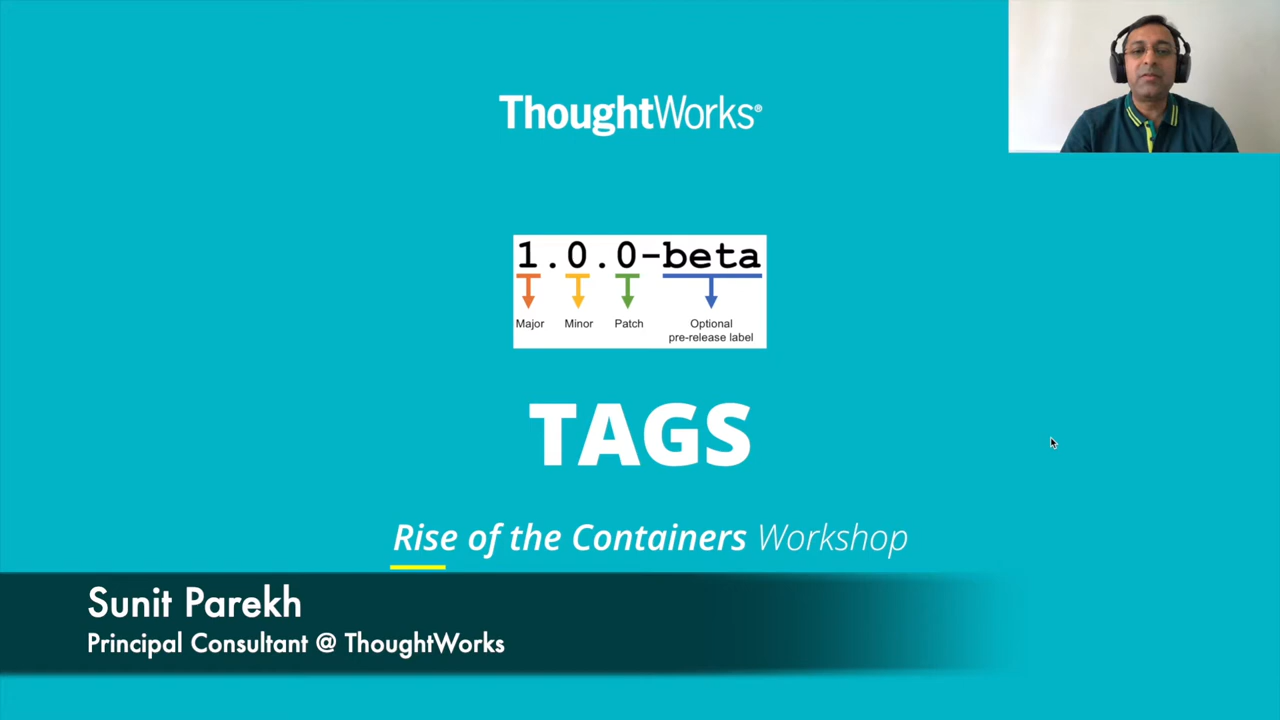 ThoughtWorks®
1.0.0-beta
Major Minor Patch Optional
pre-release label
TAGS
Rise of the Containers Workshop
Sunit Parekh
Principal Consultant @ ThoughtWorks